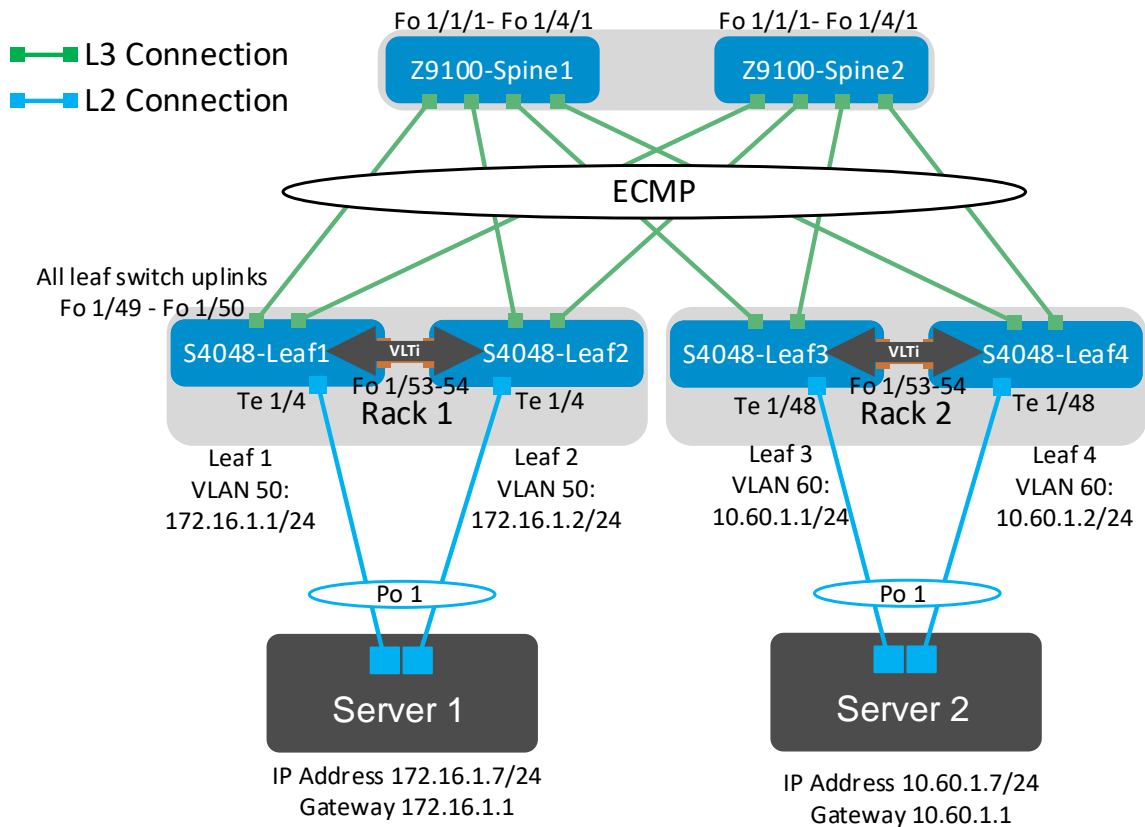 Fo 1/1/1- Fo 1/4/1
Fo 1/1/1- Fo 1/4/1
L3 Connection
L2 Connection
Z9100-Spine1
Z9100-Spine2
ECMP
All leaf switch uplinks
Fo 1/49 - Fo 1/50
S4048-Leaf1
VLTi
S4048-Leaf2
S4048-Leaf3
VLTi
S4048-Leaf4
Fo 1/53-54
Fo 1/53-54
Te 1/4
Rack 1
Te 1/4
Te 1/48
Rack 2
Te 1/48
Leaf 1
VLAN 50:
172.16.1.1/24
Leaf 2
VLAN 50:
172.16.1.2/24
Leaf 3
VLAN 60:
10.60.1.1/24
Leaf 4
VLAN 60:
10.60.1.2/24
Po 1
Po 1
Server 1
Server 2
IP Address 172.16.1.7/24
Gateway 172.16.1.1
IP Address 10.60.1.7/24
Gateway 10.60.1.1